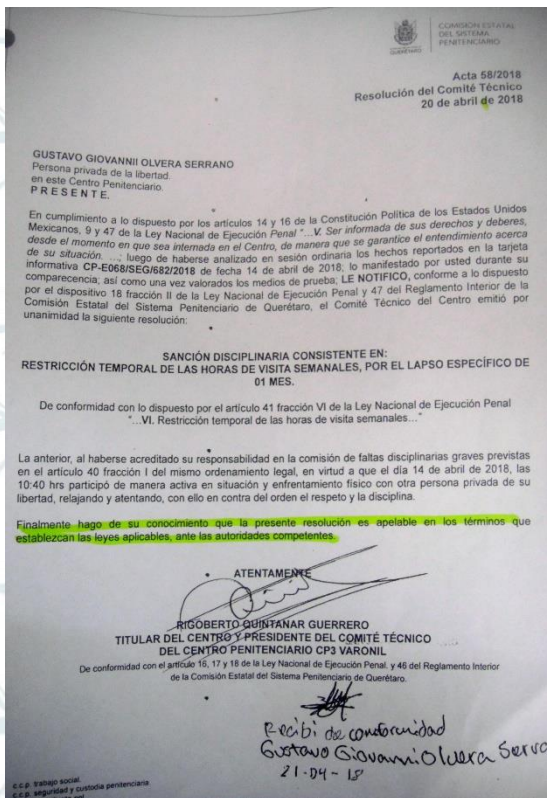 QUERÉTARO
COMISIÓN ESTATAL
DEL SISTEMA
PENITENCIARIO
Acta 58/2018
Resolución del Comité Técnico
20 de abril de 2018
GUSTAVO GIOVANNII OLVERA SERRANO
Persona privada de la libertad
en este Centro Penitenciario.
P R E S E N T E.
En cumplimiento a lo dispuesto por los artículos 14 y 16 de la Constitución Política de los Estados Unidos
Mexicanos, 9 y 47 de la Ley Nacional de Ejecución Penal "...V. Ser informada de sus derechos y deberes,
desde el momento en que sea internada en el Centro, de manera que se garantice el entendimiento acerca
de su situación. ...; luego de haberse analizado en sesión ordinaria los hechos reportados en la tarjeta
informativa CP-E068/SEG/682/2018 de fecha 14 de abril de 2018; lo manifestado por usted durante su
comparecencia; así como una vez valorados los medios de prueba; LE NOTIFICO, conforme a lo dispuesto
por el dispositivo 18 fracción II de la Ley Nacional de Ejecución Penal y 47 del Reglamento Interior de la
Comisión Estatal del Sistema Penitenciario de Querétaro, el Comité Técnico del Centro emitió por
unanimidad la siguiente resolución:
SANCIÓN DISCIPLINARIA CONSISTENTE EN:
RESTRICCIÓN TEMPORAL DE LAS HORAS DE VISITA SEMANALES, POR EL LAPSO ESPECÍFICO DE
01 MES.
De conformidad con lo dispuesto por el artículo 41 fracción VI de la Ley Nacional de Ejecución Penal
"...VI. Restricción temporal de las horas de visita semanales..."
La anterior, al haberse acreditado su responsabilidad en la comisión de faltas disciplinarias graves previstas
en el artículo 40 fracción I del mismo ordenamiento legal, en virtud a que el día 14 de abril de 2018, las
10:40 hrs participó de manera activa en situación y enfrentamiento físico con otra persona privada de su
libertad, relajando y atentando, con ello en contra del orden el respeto y la disciplina.
Finalmente hago de su conocimiento que la presente resolución es apelable en los términos que
establezcan las leyes aplicables, ante las autoridades competentes.
ATENTAMENTE
RIGOBERTO QUINTANAR GUERRERO
TITULAR DEL CENTRO Y PRESIDENTE DEL COMITÉ TÉCNICO
DEL CENTRO PENITENCIARIO CP3 VARONIL
De conformidad con el artículo 16, 17 y 18 de la Ley Nacional de Ejecución Penal, y 46 del Reglamento Interior
de la Comisión Estatal del Sistema Penitenciario de Querétaro.
Recibi de conformidad
Gustavo Giovanni Olvera Serra
21-04-18
c.c.p. trabajo social.
c.c.p. seguridad y custodia penitenciaria